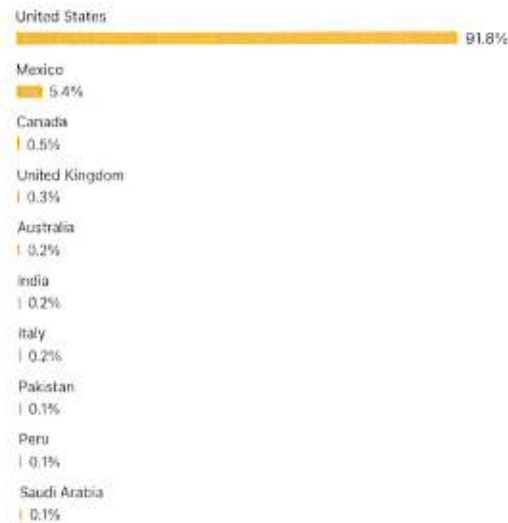 United States
91.8%
Mexico
5.4%
Canada
0.5%
United Kingdom
0.3%
Australia
0.2%
India
0.2%
Italy
0.2%
Pakistan
0.1%
Peru
0.1%
Saudi Arabia
0.1%